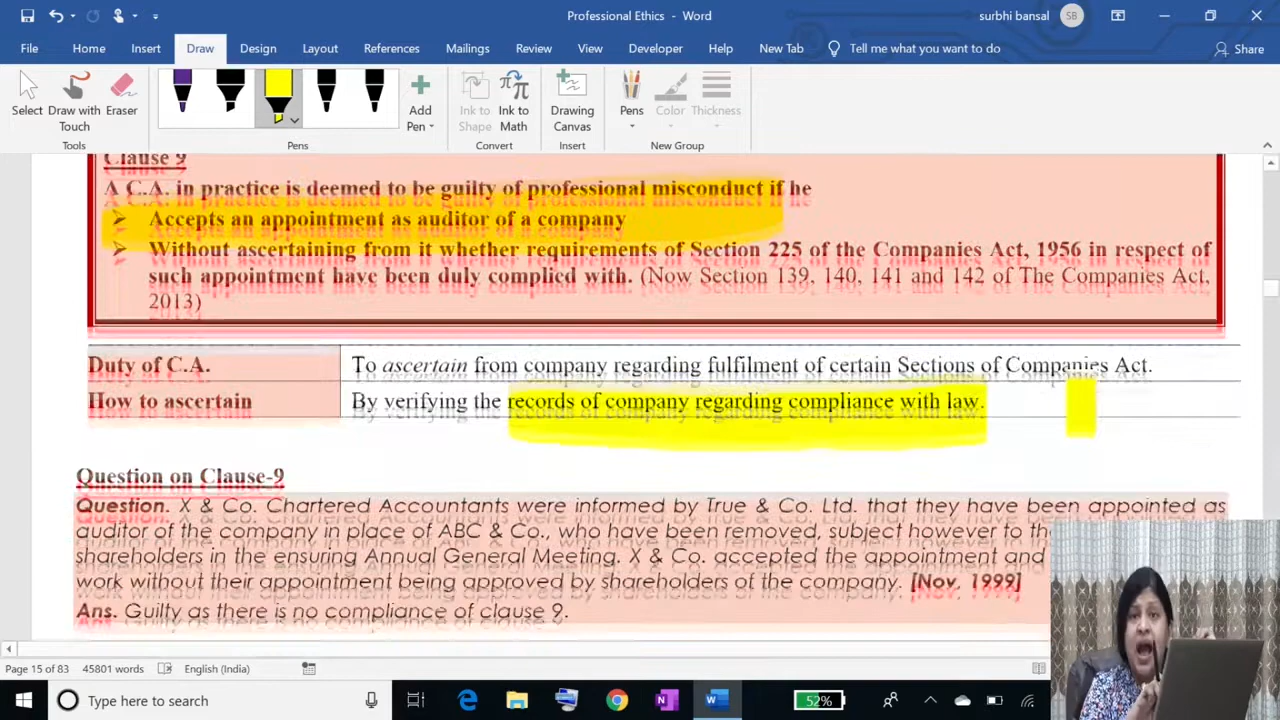 Professional Ethics - Word
surbhi bansal
SB
File
Home
Insert
Draw
Design
Layout
References
Mailings
Review
View
Developer
Help
New Tab
Tell me what you want to do
Share
Select
Draw with Touch
Eraser
Add Pen
Ink to Shape
Ink to Math
Drawing Canvas
Pens
Color
Thickness
Tools
Pens
Convert
Insert
New Group
Clause 9
A C.A. in practice is deemed to be guilty of professional misconduct if he
➢ Accepts an appointment as auditor of a company
➢ Without ascertaining from it whether requirements of Section 225 of the Companies Act, 1956 in respect of
such appointment have been duly complied with. (Now Section 139, 140, 141 and 142 of The Companies Act,
2013)
Duty of C.A. To ascertain from company regarding fulfilment of certain Sections of Companies Act.
How to ascertain By verifying the records of company regarding compliance with law.
Question on Clause-9
Question. X & Co. Chartered Accountants were informed by True & Co. Ltd. that they have been appointed as
auditor of the company in place of ABC & Co., who have been removed, subject however to the
shareholders in the ensuring Annual General Meeting. X & Co. accepted the appointment and
work without their appointment being approved by shareholders of the company. [Nov, 1999]
Ans. Guilty as there is no compliance of clause 9.
Page 15 of 83
45801 words
English (India)
Type here to search
52%